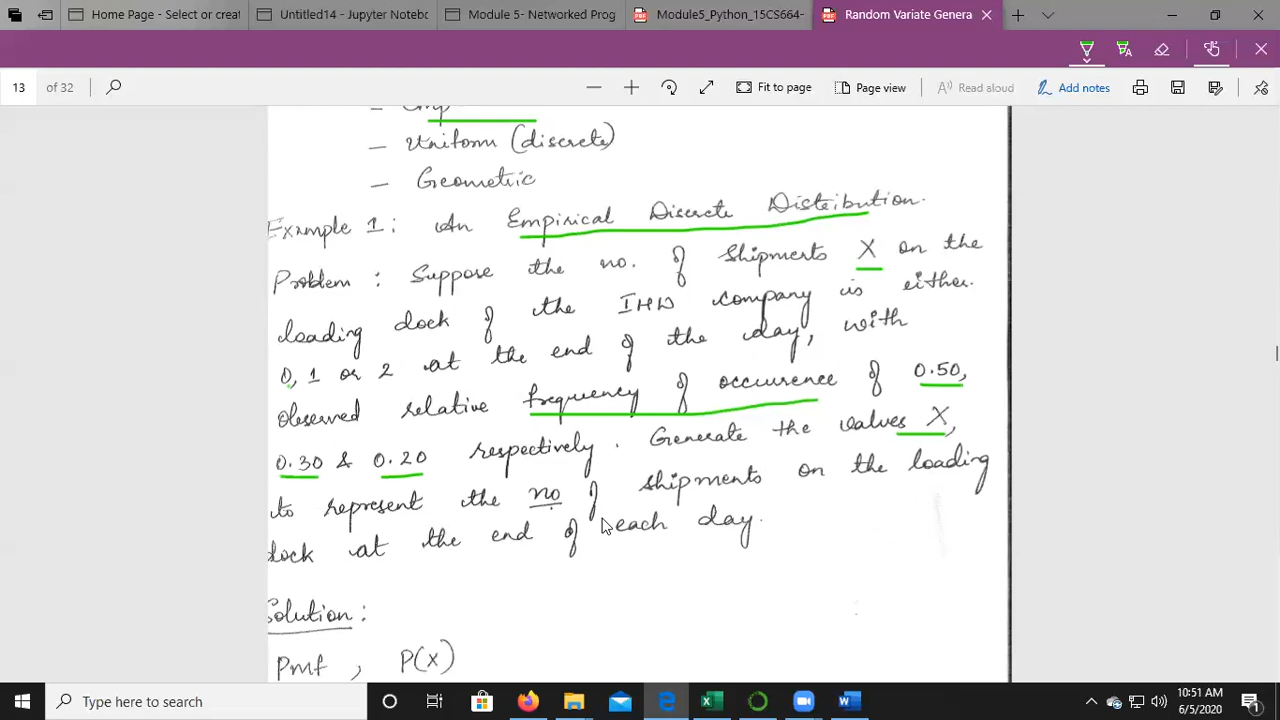 Home Page - Select or creat
Untitled14 - Jupyter Notebo
Module 5- Networked Prog
Module5_Python_15CS664-
Random Variate Genera
13 of 32
Fit to page
Page view
Read aloud
Add notes
- Emp
- Uniform (discrete)
- Geometric
Example 1: An Empirical Discrete Distribution.
Problem : Suppose the no. of shipments X on the
loading dock of the IHW company is either
0, 1 or 2 at the end of the day, with
observed relative frequency of occurrence of 0.50,
0.30 & 0.20 respectively. Generate the values X,
to represent the no of shipments on the loading
dock at the end of each day.
Solution:
Pmf , P(X)
Type here to search
10:51 AM
6/5/2020